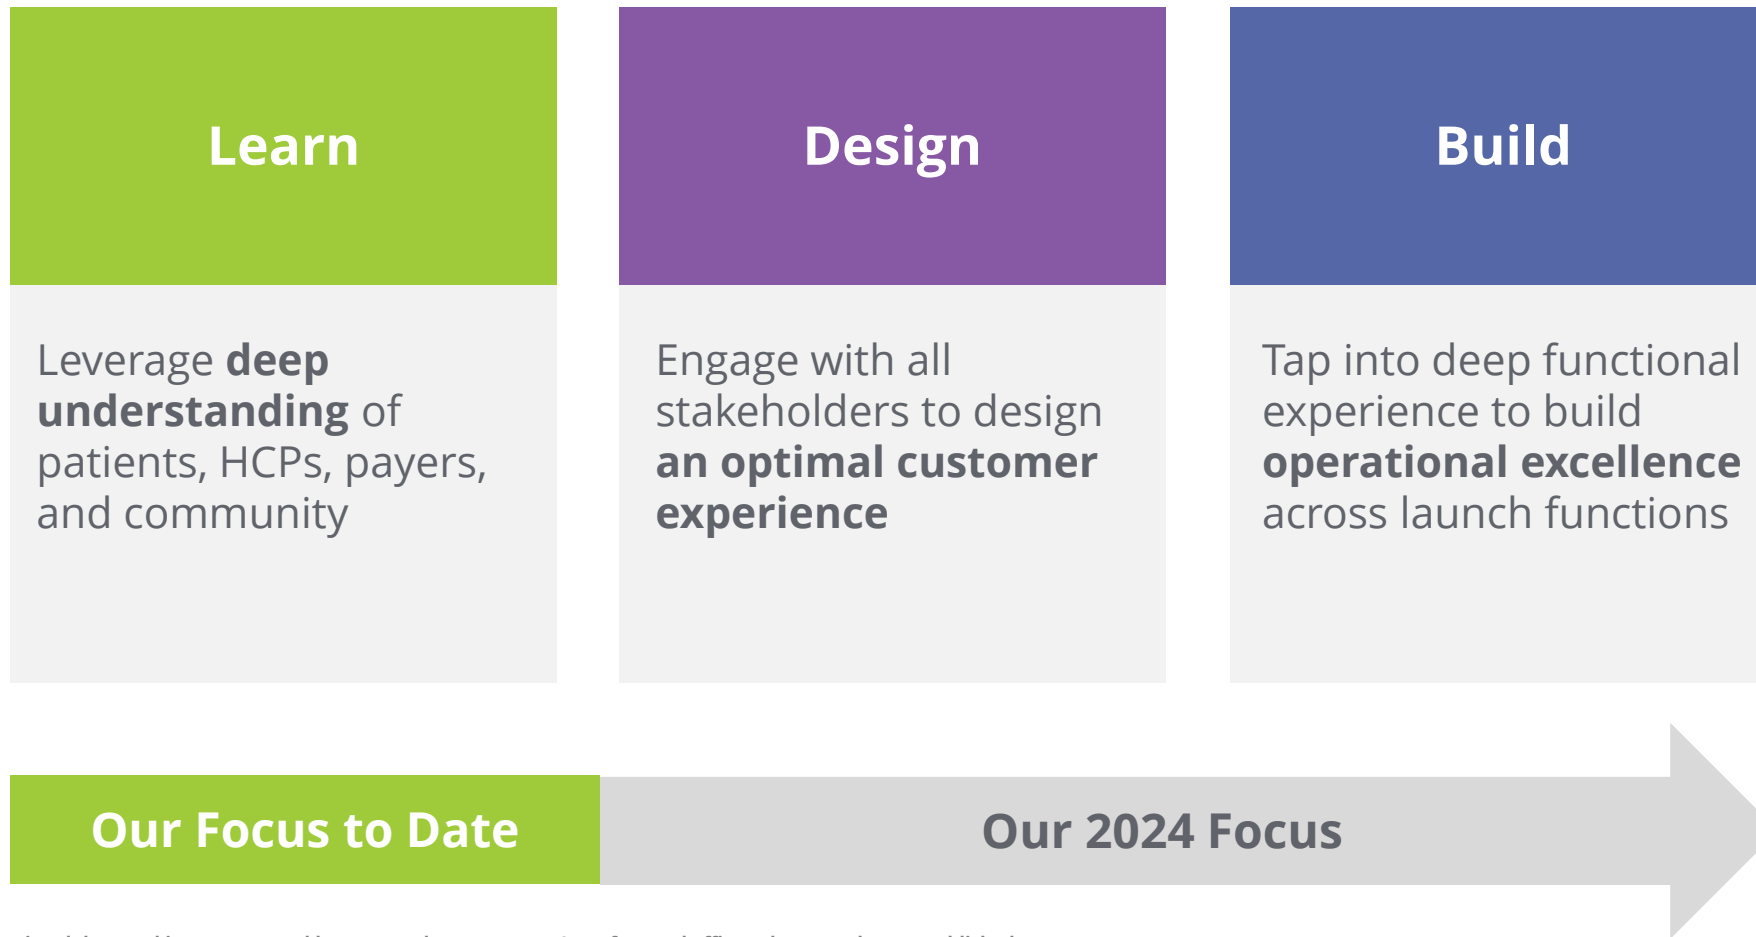 Learn
Leverage deep
understanding of
patients, HCPs, payers,
and community
Design
Engage with all
stakeholders to design
an optimal customer
experience
Build
Tap into deep functional
experience to build
operational excellence
across launch functions
Our Focus to Date
Our 2024 Focus